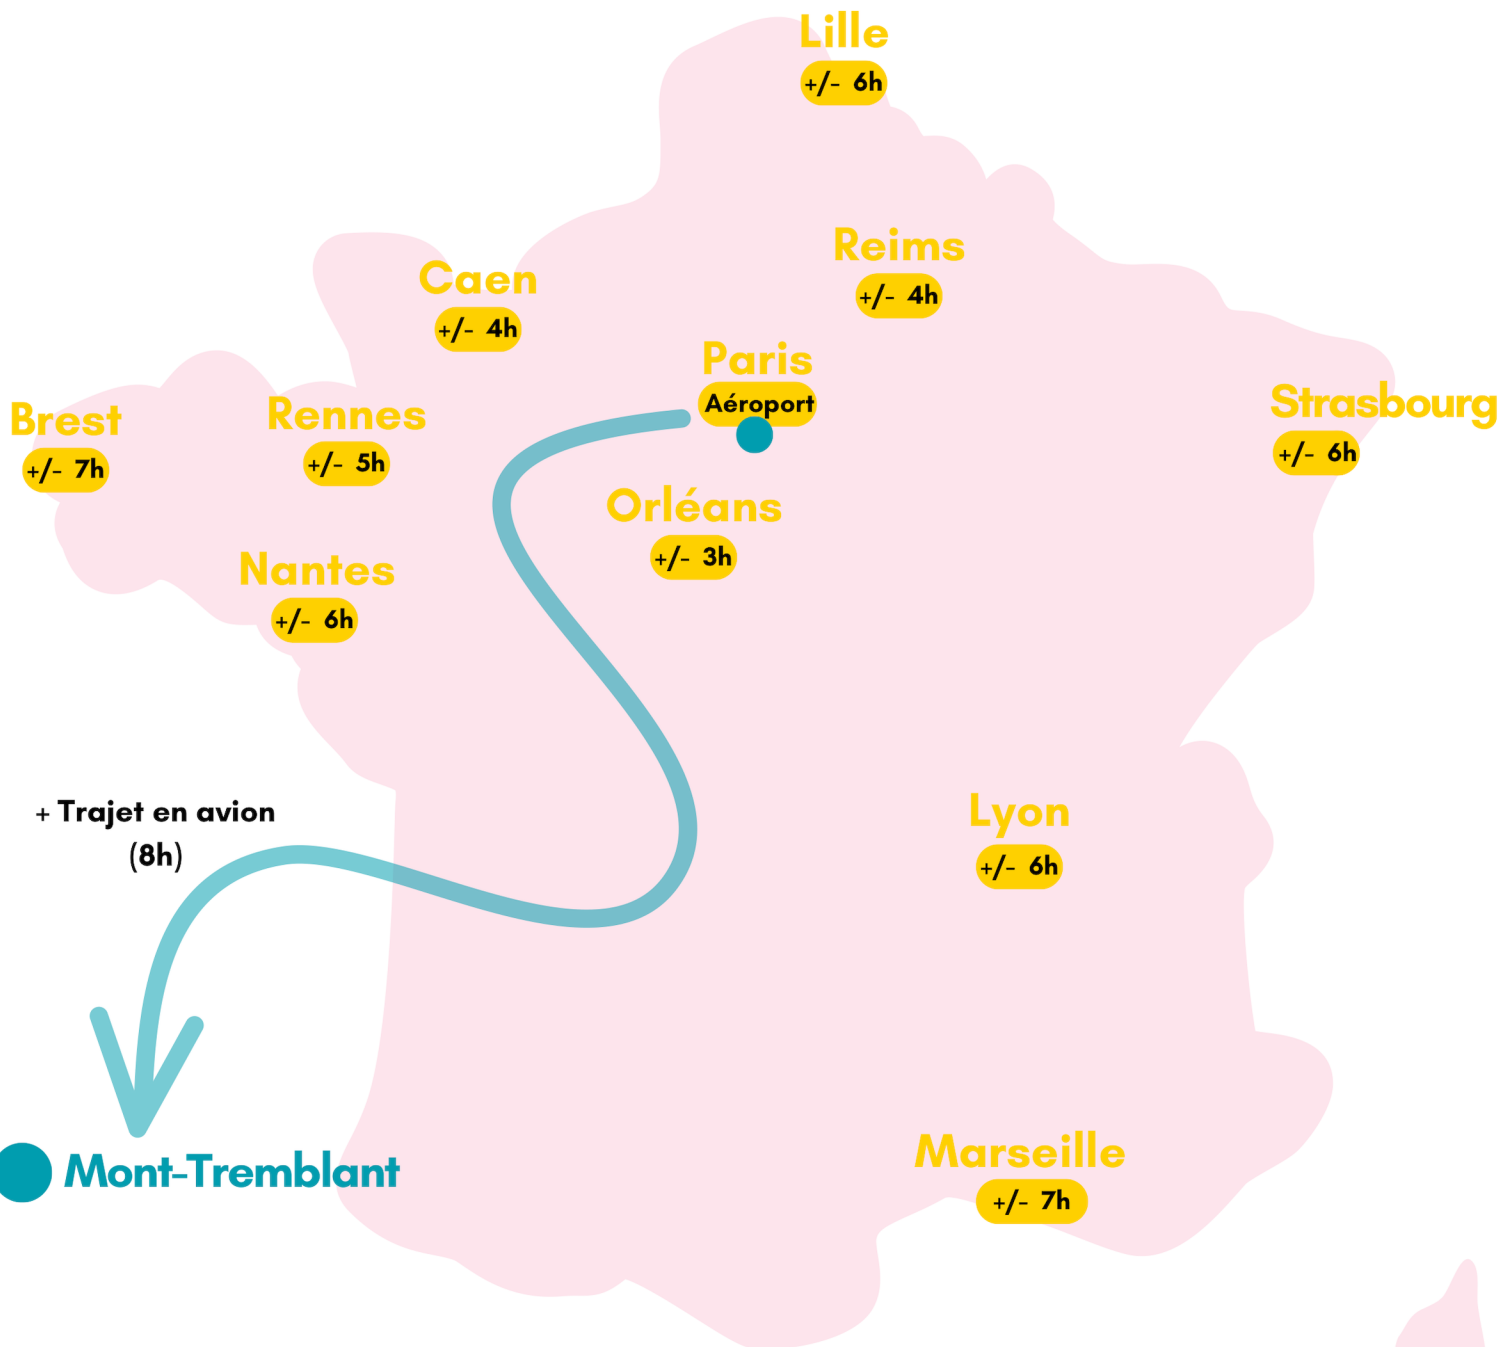 Lille
+/- 6h
Reims
+/- 4h
Caen
+/- 4h
Paris
Aéroport
Strasbourg
+/- 6h
Brest
+/- 7h
Rennes
+/- 5h
Orléans
+/- 3h
Nantes
+/- 6h
+ Trajet en avion
(8h)
Lyon
+/- 6h
Marseille
+/- 7h
Mont-Tremblant